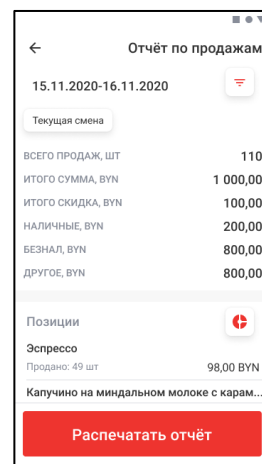 Отчёт по продажам
15.11.2020-16.11.2020
Текущая смена
ВСЕГО ПРОДАЖ, ШТ 110
ИТОГО СУММА, BYN 1 000,00
ИТОГО СКИДКА, BYN 100,00
НАЛИЧНЫЕ, BYN 200,00
БЕЗНАЛ, BYN 800,00
ДРУГОЕ, BYN 800,00
Позиции
Эспрессо
Продано: 49 шт 98,00 BYN
Капучино на миндальном молоке с карам...
Распечатать отчёт